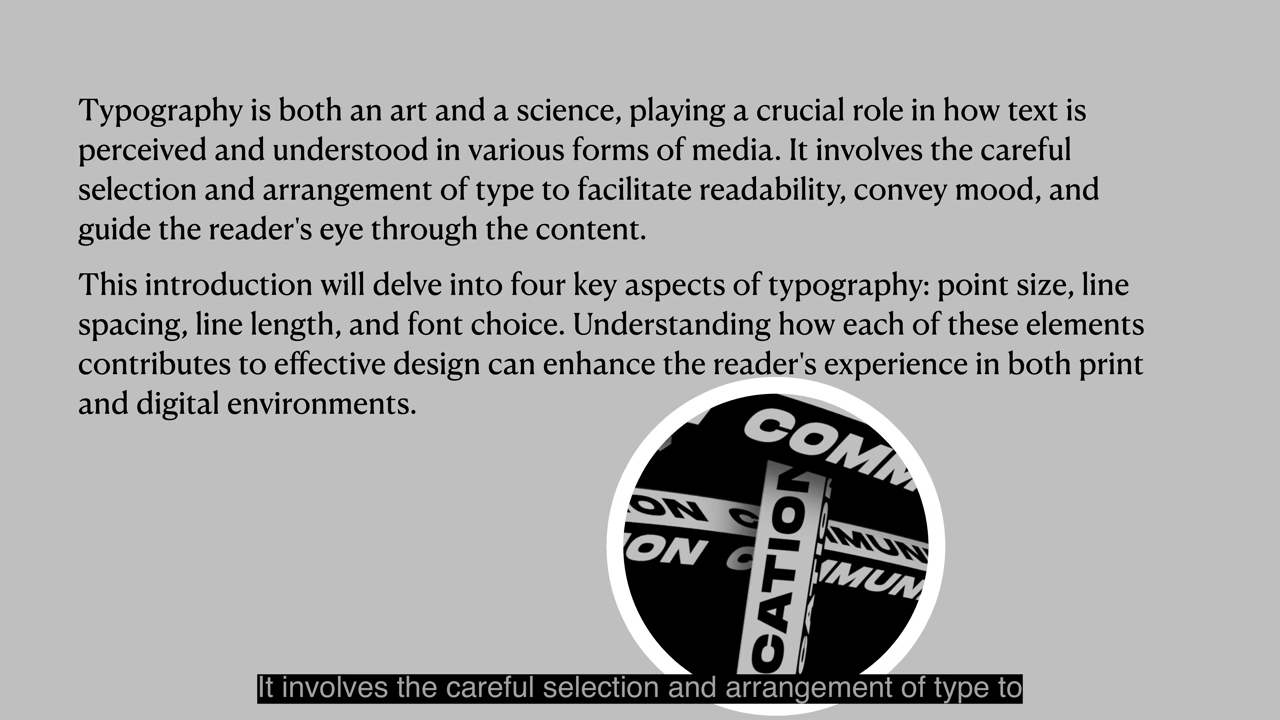 Typography is both an art and a science, playing a crucial role in how text is
perceived and understood in various forms of media. It involves the careful
selection and arrangement of type to facilitate readability, convey mood, and
guide the reader's eye through the content.
This introduction will delve into four key aspects of typography: point size, line
spacing, line length, and font choice. Understanding how each of these elements
contributes to effective design can enhance the reader's experience in both print
and digital environments.
COMM
ON C MMUN
ION C MMUN
CATION
CATION
It involves the careful selection and arrangement of type to